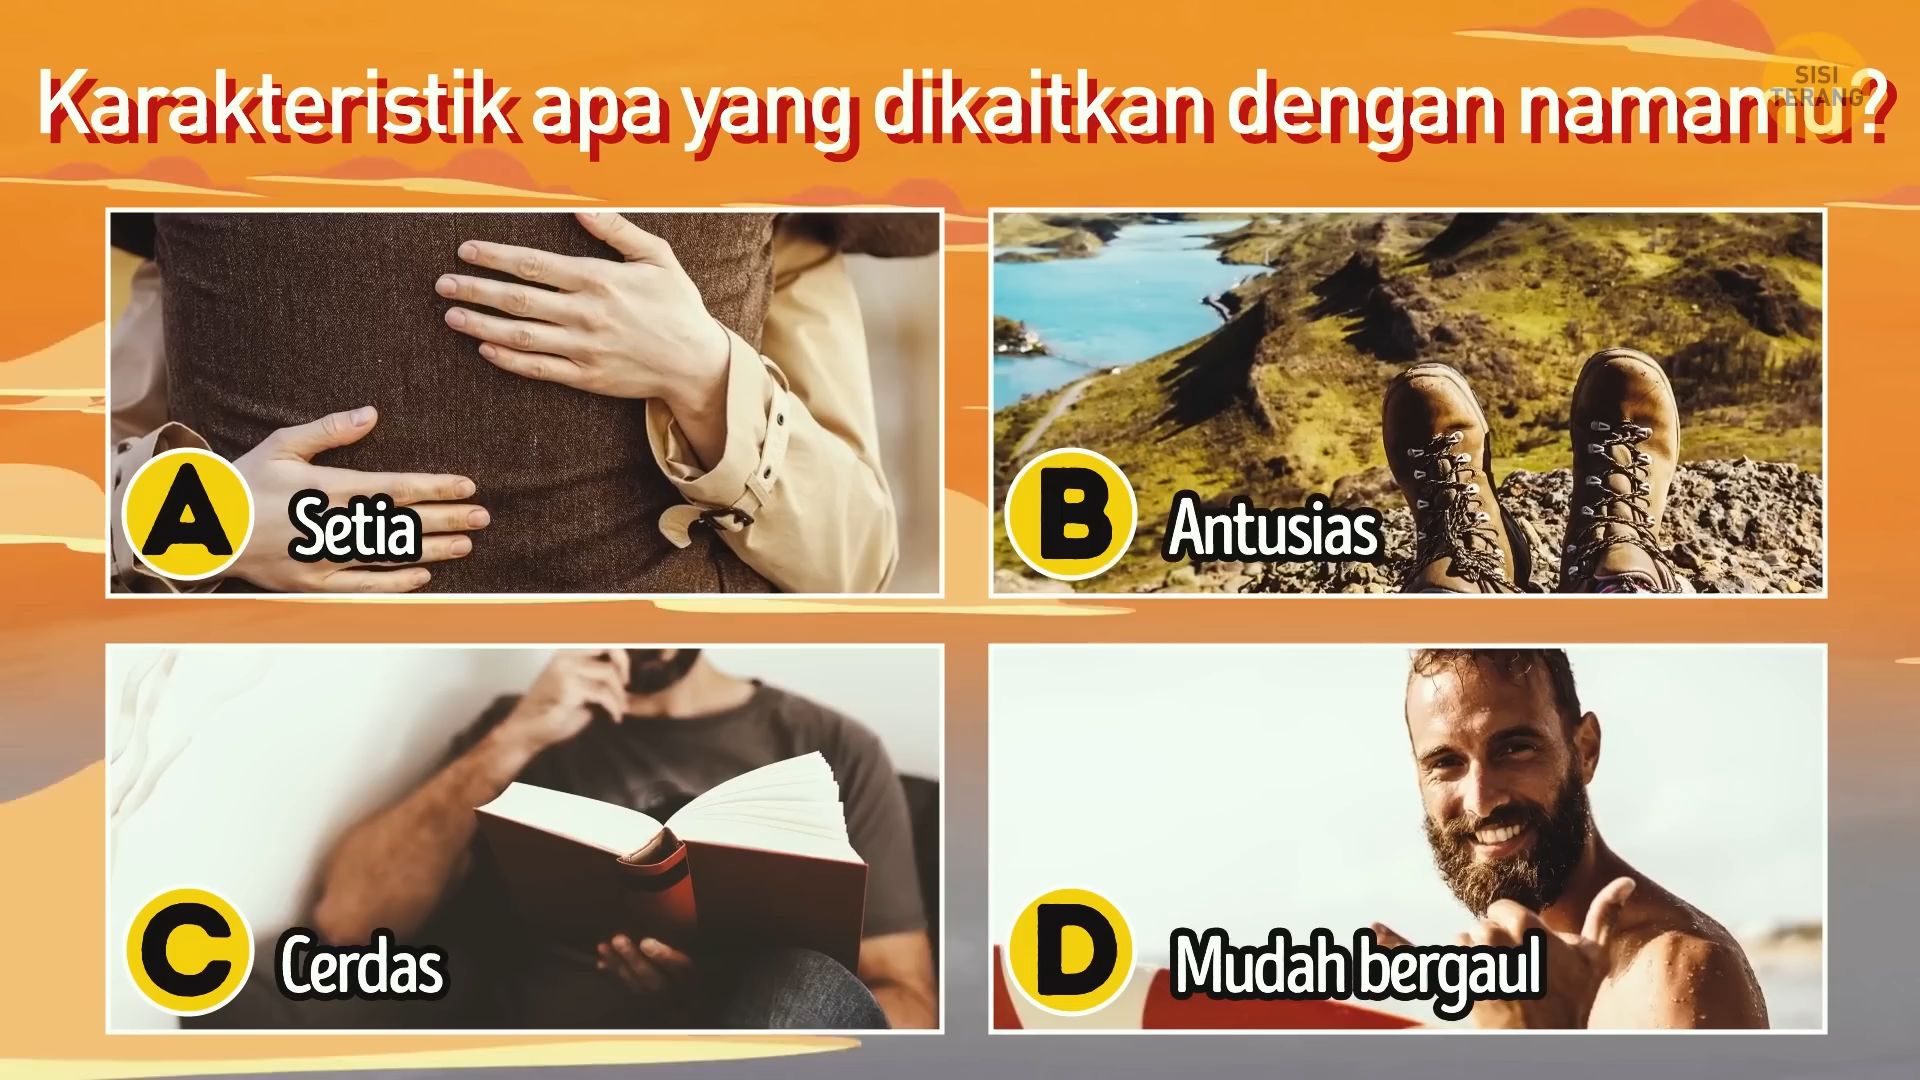 Karakteristik apa yang dikaitkan dengan namamu?
SISI
TERANG
A Setia
B Antusias
C Cerdas
D Mudah bergaul